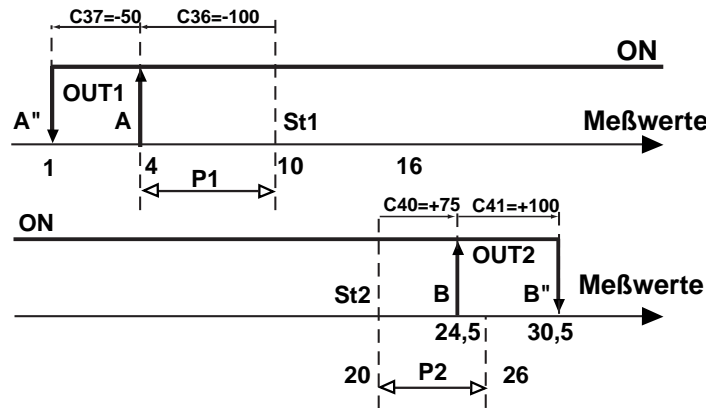 C37=-50 C36=-100
ON
OUT1
A" A St1 Meßwerte
1 4 10 16
P1
C40=+75 C41=+100
ON
OUT2
St2 B B" Meßwerte
24,5 30,5
20 P2 26